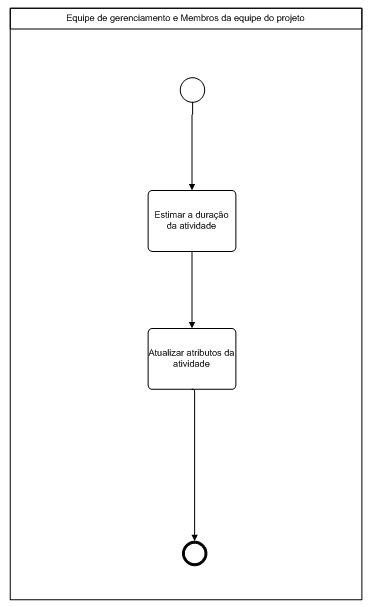 Equipe de gerenciamento e Membros da equipe do projeto
Estimar a duração
da atividade
Atualizar atributos da
atividade